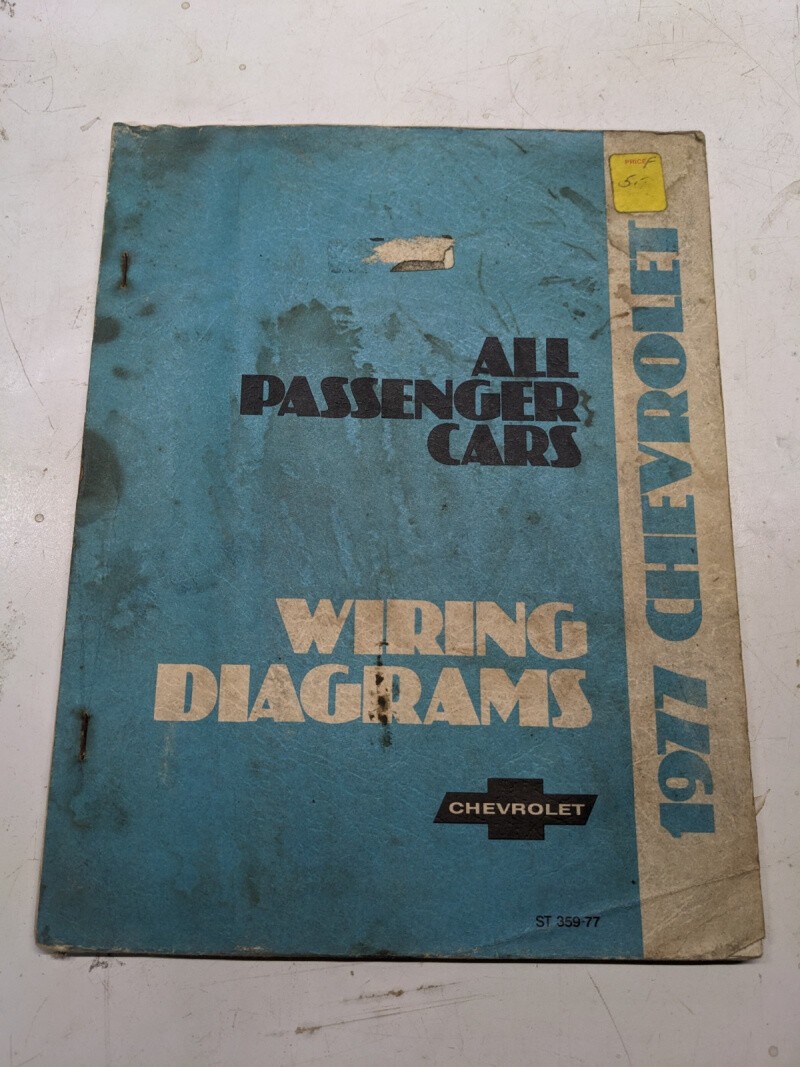 PRICE
ALL
PASSENGER
CARS
WIRING
DIAGRAMS
CHEVROLET
ST 359-77
1977 CHEVROLET